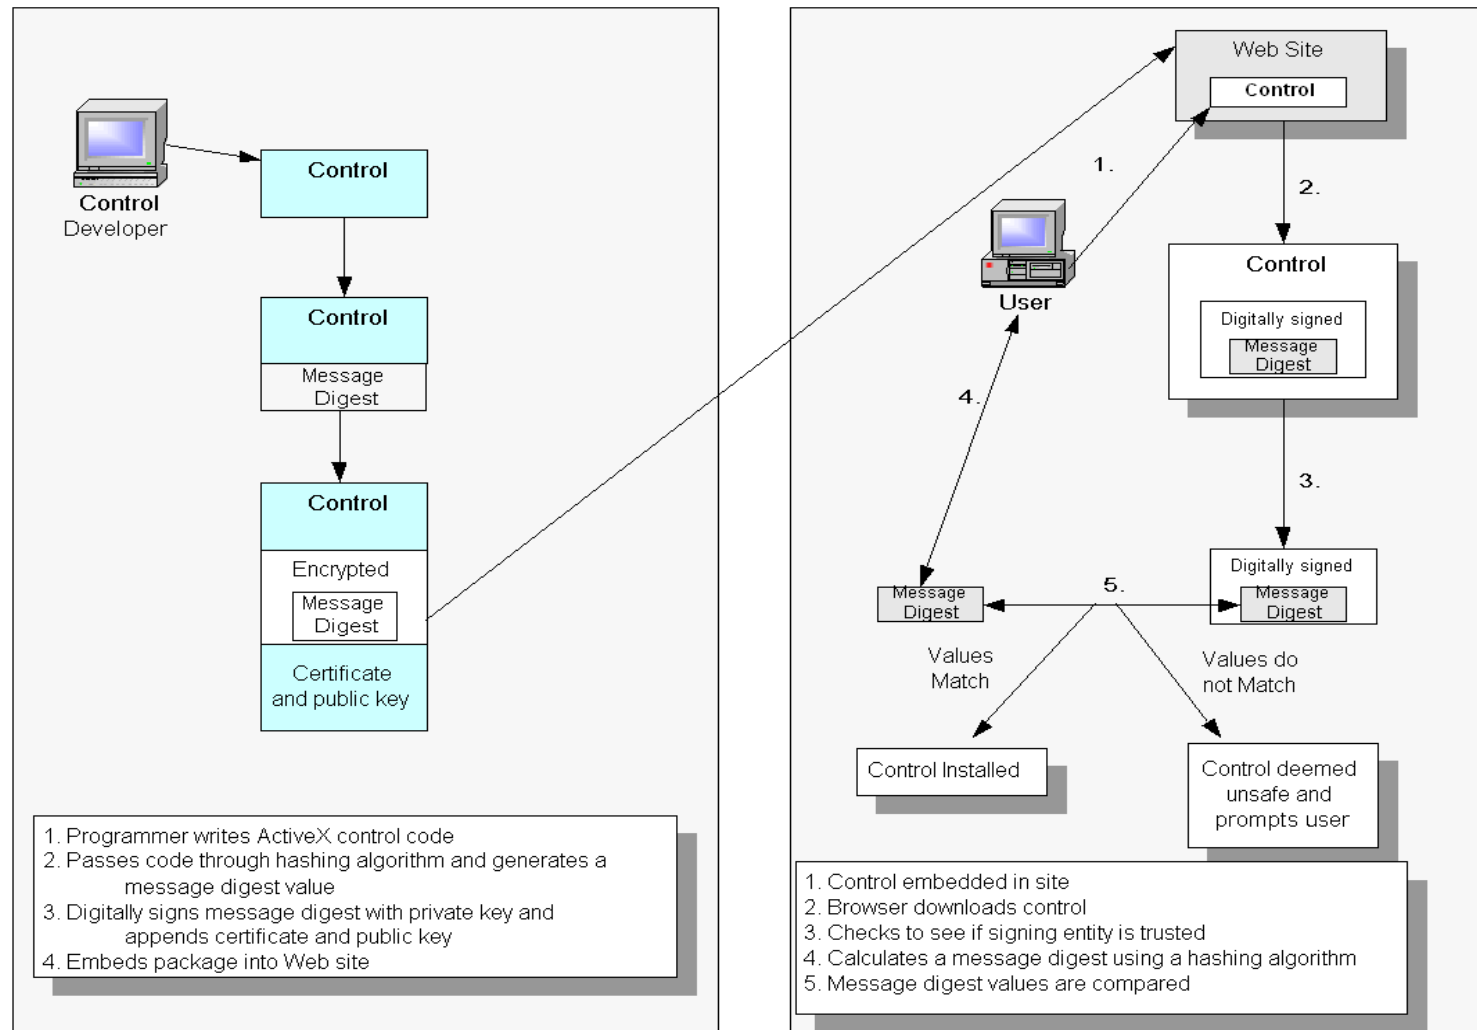 Control
Developer
Control
Control
Message
Digest
Control
Encrypted
Message
Digest
Certificate
and public key
1. Programmer writes ActiveX control code
2. Passes code through hashing algorithm and generates a
message digest value
3. Digitally signs message digest with private key and
appends certificate and public key
4. Embeds package into Web site
Web Site
Control
1.
2.
User
Control
Digitally signed
Message
Digest
4.
3.
Digitally signed
Message
Digest
5.
Message
Digest
Values
Match
Values do
not Match
Control Installed
Control deemed
unsafe and
prompts user
1. Control embedded in site
2. Browser downloads control
3. Checks to see if signing entity is trusted
4. Calculates a message digest using a hashing algorithm
5. Message digest values are compared